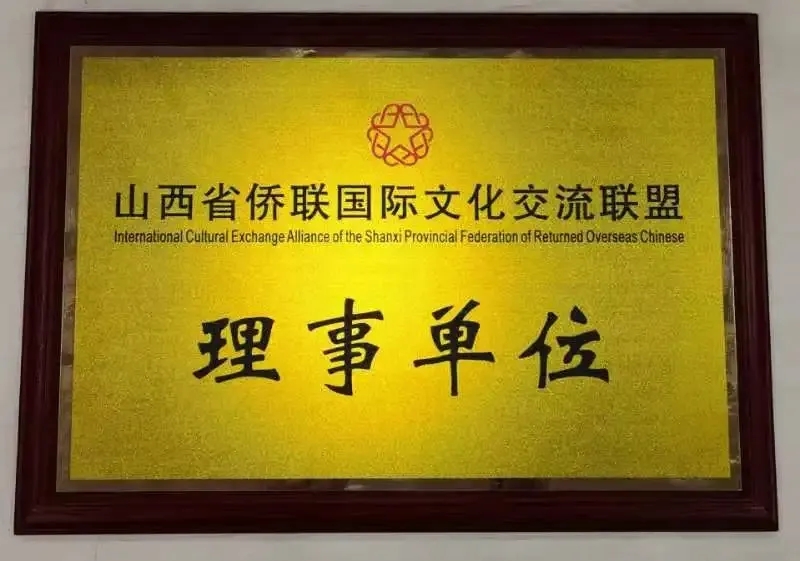 山西省侨联国际文化交流联盟
International Cultural Exchange Alliance of the Shanxi Provincial Federation of Returned Overseas Chinese
理事单位